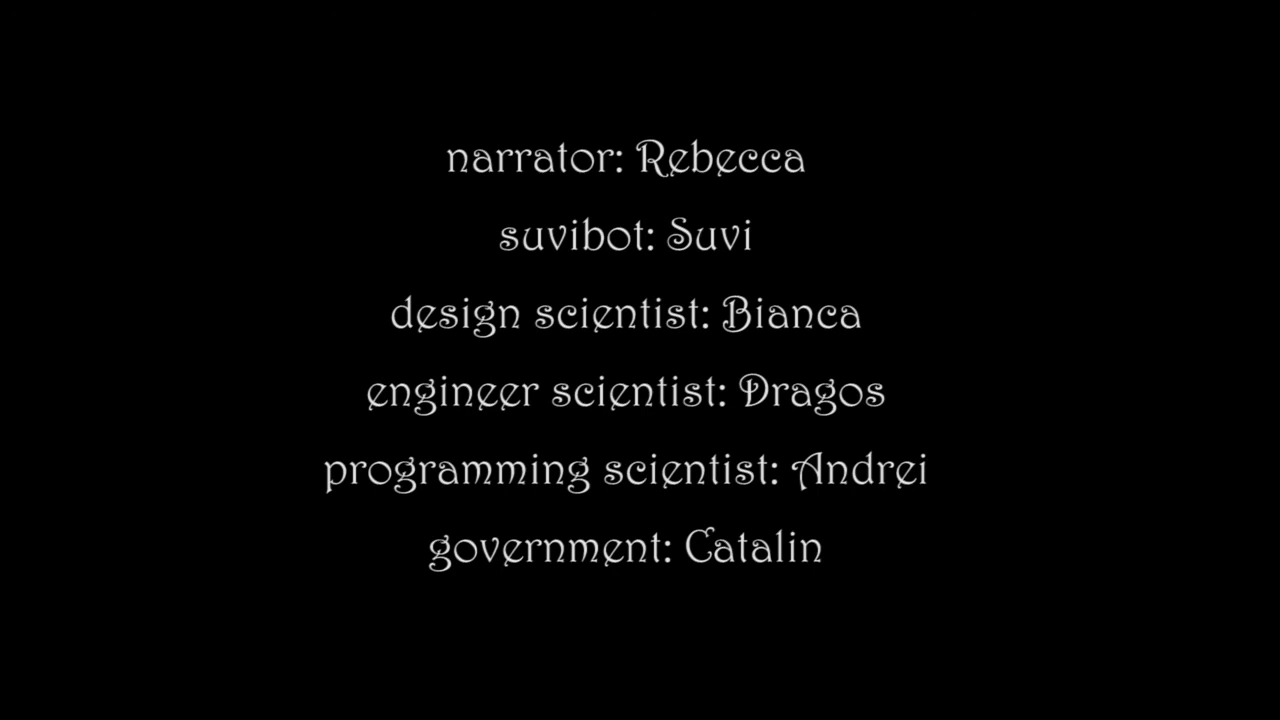 narrator: Rebecca
suvibot: Suvi
design scientist: Bianca
engineer scientist: Dragos
programming scientist: Andrei
government: Catalin